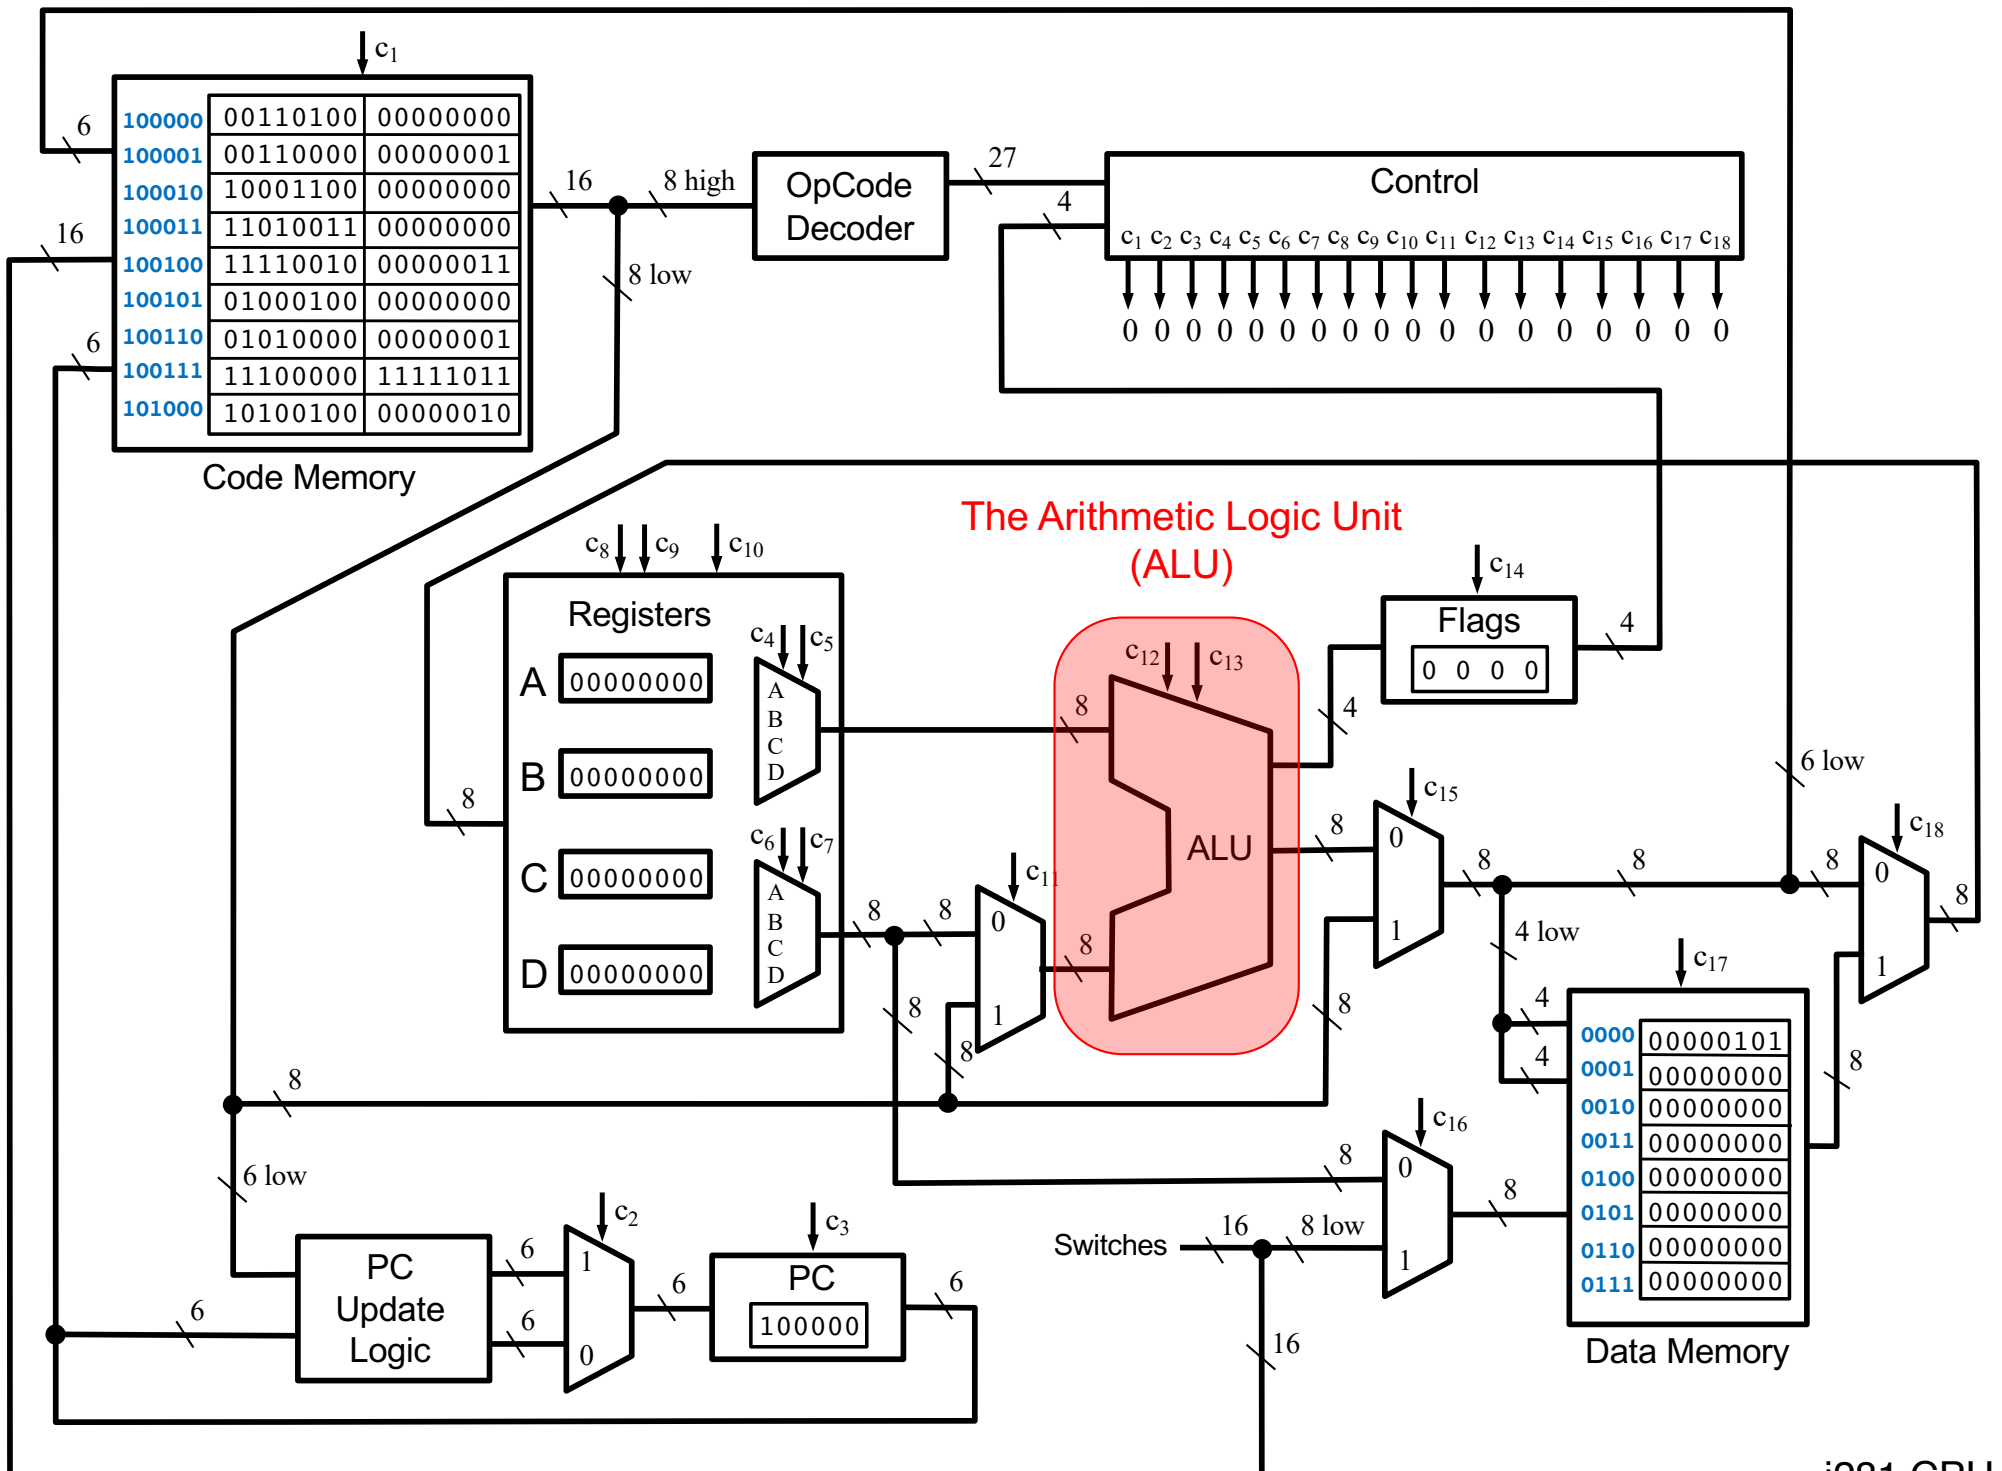 c1
100000 00110100 00000000
100001 00110000 00000001
100010 10001100 00000000
100011 11010011 00000000
100100 11110010 00000011
100101 01000100 00000000
100110 01010000 00000001
100111 11100000 11111011
101000 10100100 00000010
Code Memory
6
16
6
16
8 high
8 low
OpCode
Decoder
27
4
Control
c1 c2 c3 c4 c5 c6 c7 c8 c9 c10 c11 c12 c13 c14 c15 c16 c17 c18
0 0 0 0 0 0 0 0 0 0 0 0 0 0 0 0 0 0
The Arithmetic Logic Unit
(ALU)
c8 c9 c10
Registers
A 00000000
B 00000000
C 00000000
D 00000000
c4 c5
A
B
C
D
c6 c7
A
B
C
D
8
8
8
8
8
c11
0
1
8
8
8
c12 c13
ALU
c14
Flags
0 0 0 0
4
4
8
c15
0
1
8
8
8
4 low
6 low
8
c18
0
1
8
c17
4
4
0000 00000101
0001 00000000
0010 00000000
0011 00000000
0100 00000000
0101 00000000
0110 00000000
0111 00000000
Data Memory
8
c16
0
1
8
8
Switches
16
8 low
16
6 low
6
PC
Update
Logic
6
6
c2
1
0
6
c3
PC
100000
6